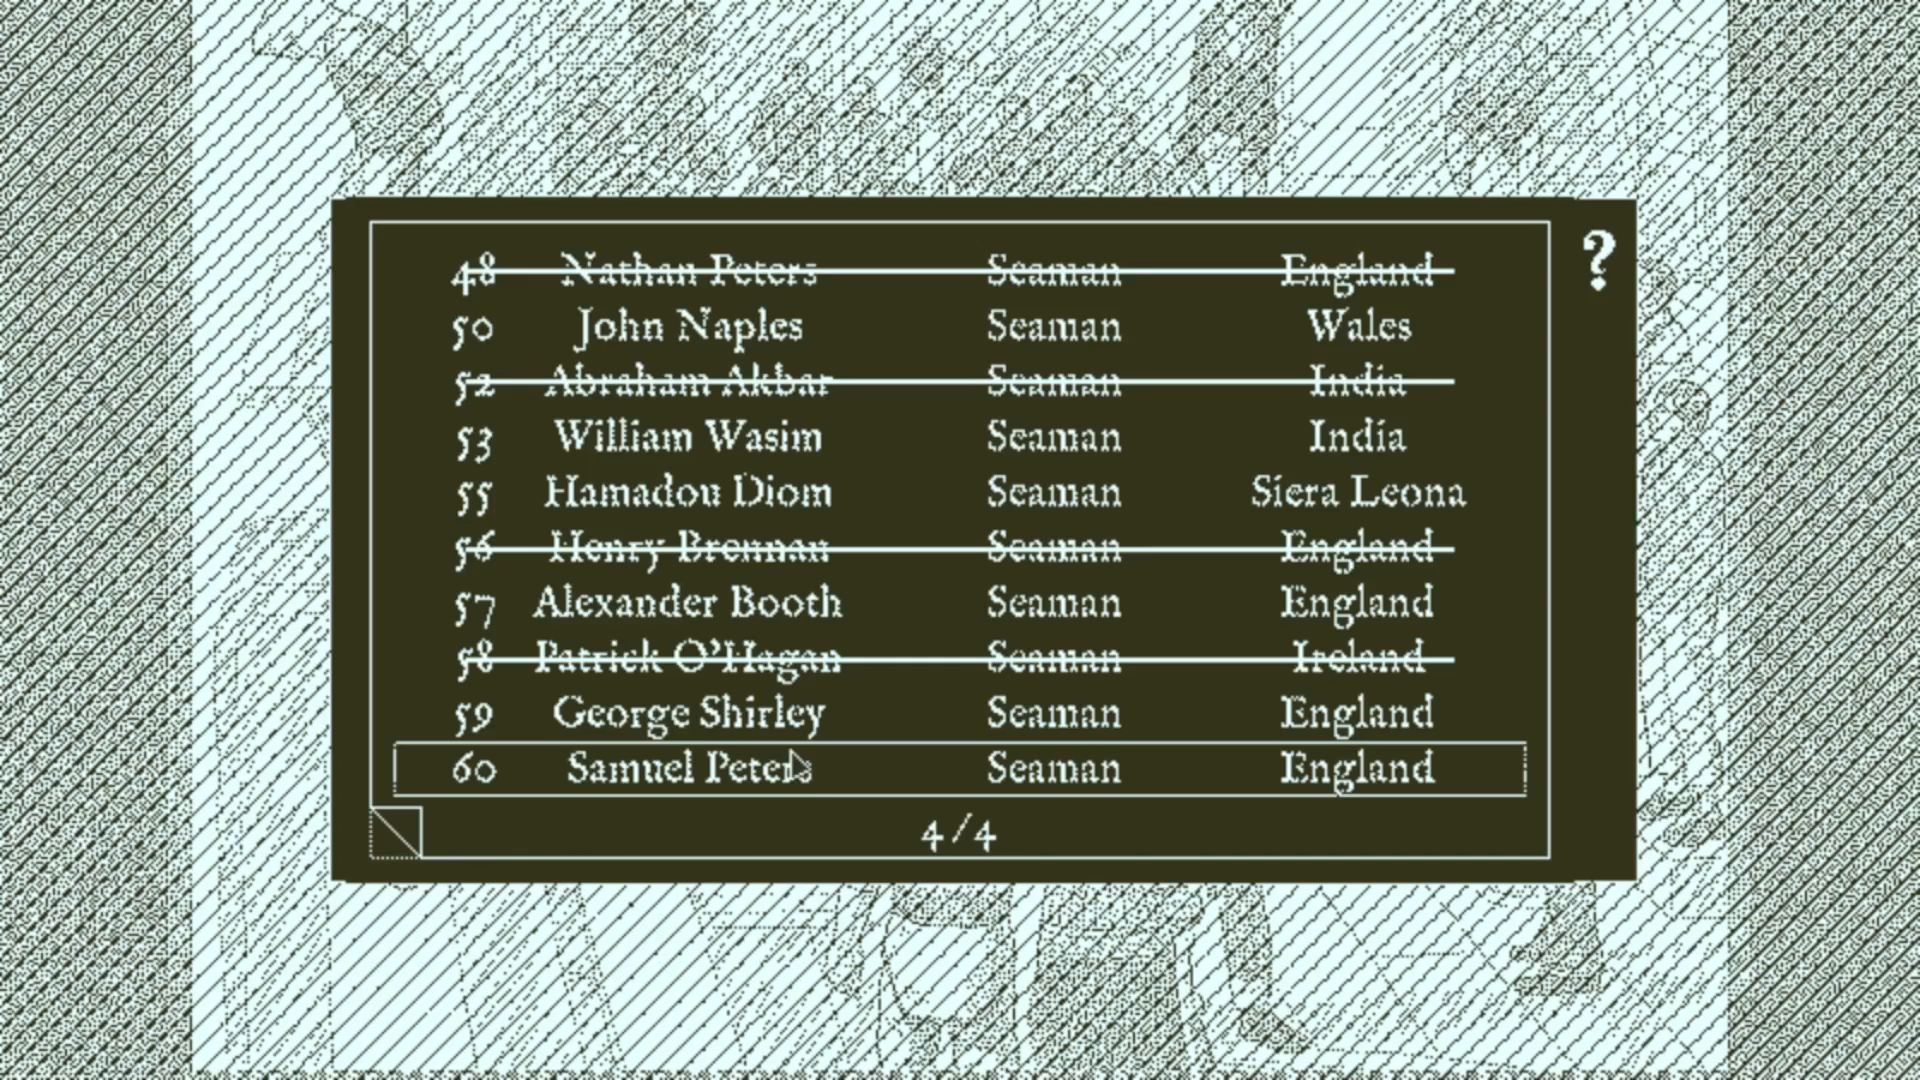 ?
48 Nathan Peters Seaman England
50 John Naples Seaman Wales
52 Abraham Akbar Seaman India
53 William Wasim Seaman India
55 Hamadou Diom Seaman Siera Leona
56 Henry Brennan Seaman England
57 Alexander Booth Seaman England
58 Patrick O'Hagan Seaman Ireland
59 George Shirley Seaman England
60 Samuel Peters Seaman England
4/4